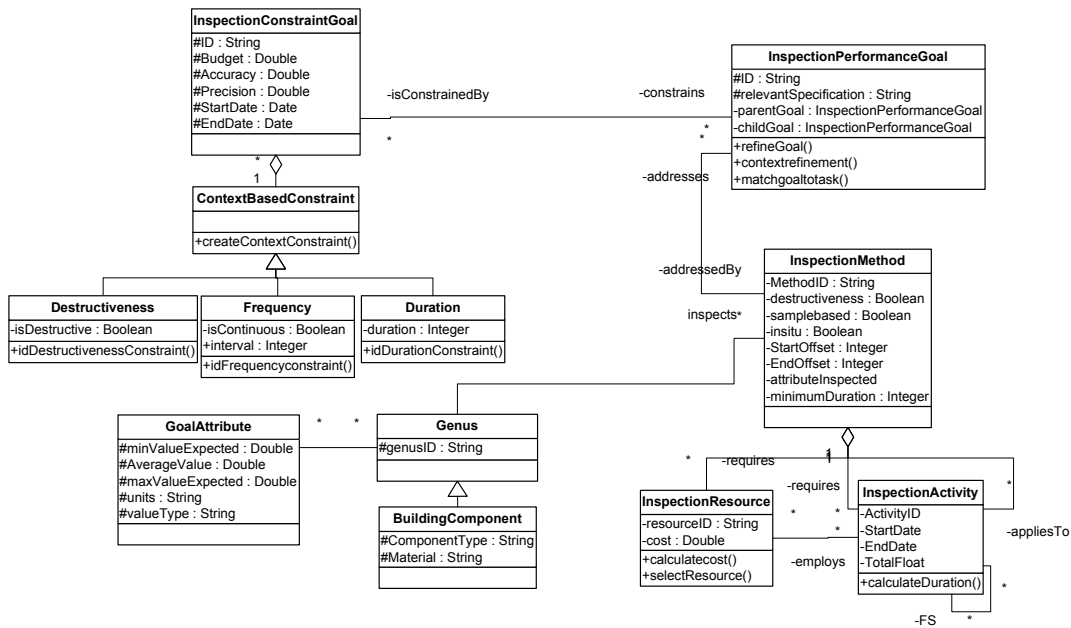 InspectionConstraintGoal
#ID : String
#Budget : Double
#Accuracy : Double
#Precision : Double
#StartDate : Date
#EndDate : Date
-isConstrainedBy
*
-constrains
*
InspectionPerformanceGoal
#ID : String
#relevantSpecification : String
-parentGoal : InspectionPerformanceGoal
-childGoal : InspectionPerformanceGoal
+refineGoal()
+contextrefinement()
+matchgoaltotask()
*
1
ContextBasedConstraint
+createContextConstraint()
*
-addresses
-addressedBy
*
Destructiveness
-isDestructive : Boolean
+idDestructivenessConstraint()
Frequency
-isContinuous : Boolean
+interval : Integer
+idFrequencyconstraint()
Duration
-duration : Integer
+idDurationConstraint()
inspects
InspectionMethod
-MethodID : String
-destructiveness : Boolean
-samplebased : Boolean
-insitu : Boolean
-StartOffset : Integer
-EndOffset : Integer
-attributeInspected
-minimumDuration : Integer
GoalAttribute
#minValueExpected : Double
#AverageValue : Double
#maxValueExpected : Double
#units : String
#valueType : String
*
*
Genus
#genusID : String
BuildingComponent
#ComponentType : String
#Material : String
*
-requires
1
-requires
*
*
InspectionResource
-resourceID : String
-cost : Double
+calculatecost()
+selectResource()
*
*
-employs
InspectionActivity
-ActivityID
-StartDate
-EndDate
-TotalFloat
+calculateDuration()
-appliesTo
*
-FS
*